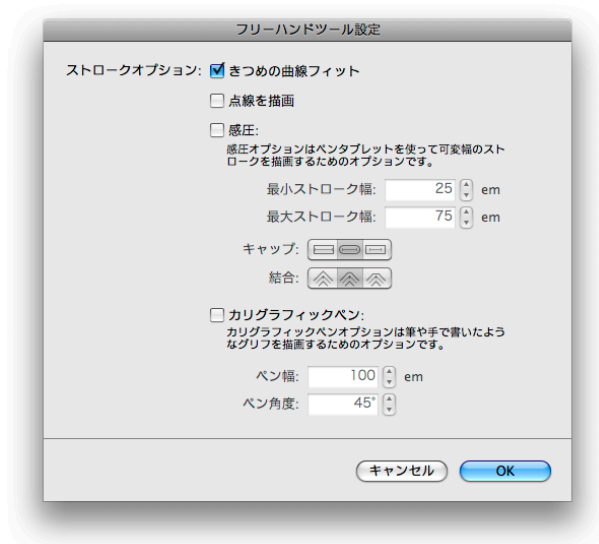 フリーハンドツール設定
ストロークオプション: きつめの曲線フィット
点線を描画
感圧:
感圧オプションはペンタブレットを使って可変幅のスト
ロークを描画するためのオプションです。
最小ストローク幅: 25 em
最大ストローク幅: 75 em
キャップ:
結合:
カリグラフィックペン:
カリグラフィックペンオプションは筆や手で書いたよう
なグリフを描画するためのオプションです。
ペン幅: 100 em
ペン角度: 45°
キャンセル OK